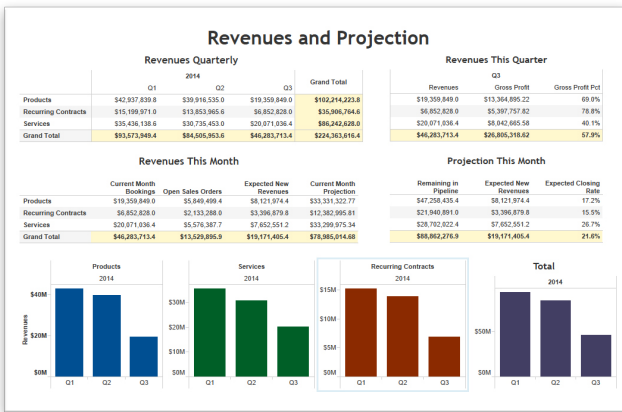 Revenues and Projection
Revenues Quarterly
2014
Q1 Q2 Q3 Grand Total
Products $42,937,839.8 $39,916,535.0 $19,359,849.0 $102,214,223.8
Recurring Contracts $15,199,971.0 $13,853,965.6 $6,852,828.0 $35,906,764.6
Services $35,436,138.6 $30,735,453.0 $20,071,036.4 $86,242,628.0
Grand Total $93,573,949.4 $84,505,953.6 $46,283,713.4 $224,363,616.4
Revenues This Quarter
Q3
Revenues Gross Profit Gross Profit Pct
$19,359,849.0 $13,364,895.22 69.0%
$6,852,828.0 $5,397,757.82 78.8%
$20,071,036.4 $8,042,665.58 40.1%
$46,283,713.4 $26,805,318.62 57.9%
Revenues This Month
Current Month Bookings Open Sales Orders Expected New Revenues Current Month Projection
Products $19,359,849.0 $5,849,499.4 $8,121,974.4 $33,331,322.77
Recurring Contracts $6,852,828.0 $2,133,288.0 $3,396,879.8 $12,382,995.81
Services $20,071,036.4 $5,576,387.7 $7,652,551.2 $33,299,975.34
Grand Total $46,283,713.4 $13,529,895.9 $19,171,405.4 $78,985,014.68
Projection This Month
Remaining in Pipeline Expected New Revenues Expected Closing Rate
$47,258,435.4 $8,121,974.4 17.2%
$21,940,891.0 $3,396,879.8 15.5%
$28,702,022.4 $7,652,551.2 26.7%
$88,862,276.9 $19,171,405.4 21.6%
Products
2014
Revenues
$40M
$20M
$0M
Q1 Q2 Q3
Services
2014
$30M
$20M
$10M
$0M
Q1 Q2 Q3
Recurring Contracts
2014
$15M
$10M
$5M
$0M
Q1 Q2 Q3
Total
2014
$50M
$0M
Q1 Q2 Q3